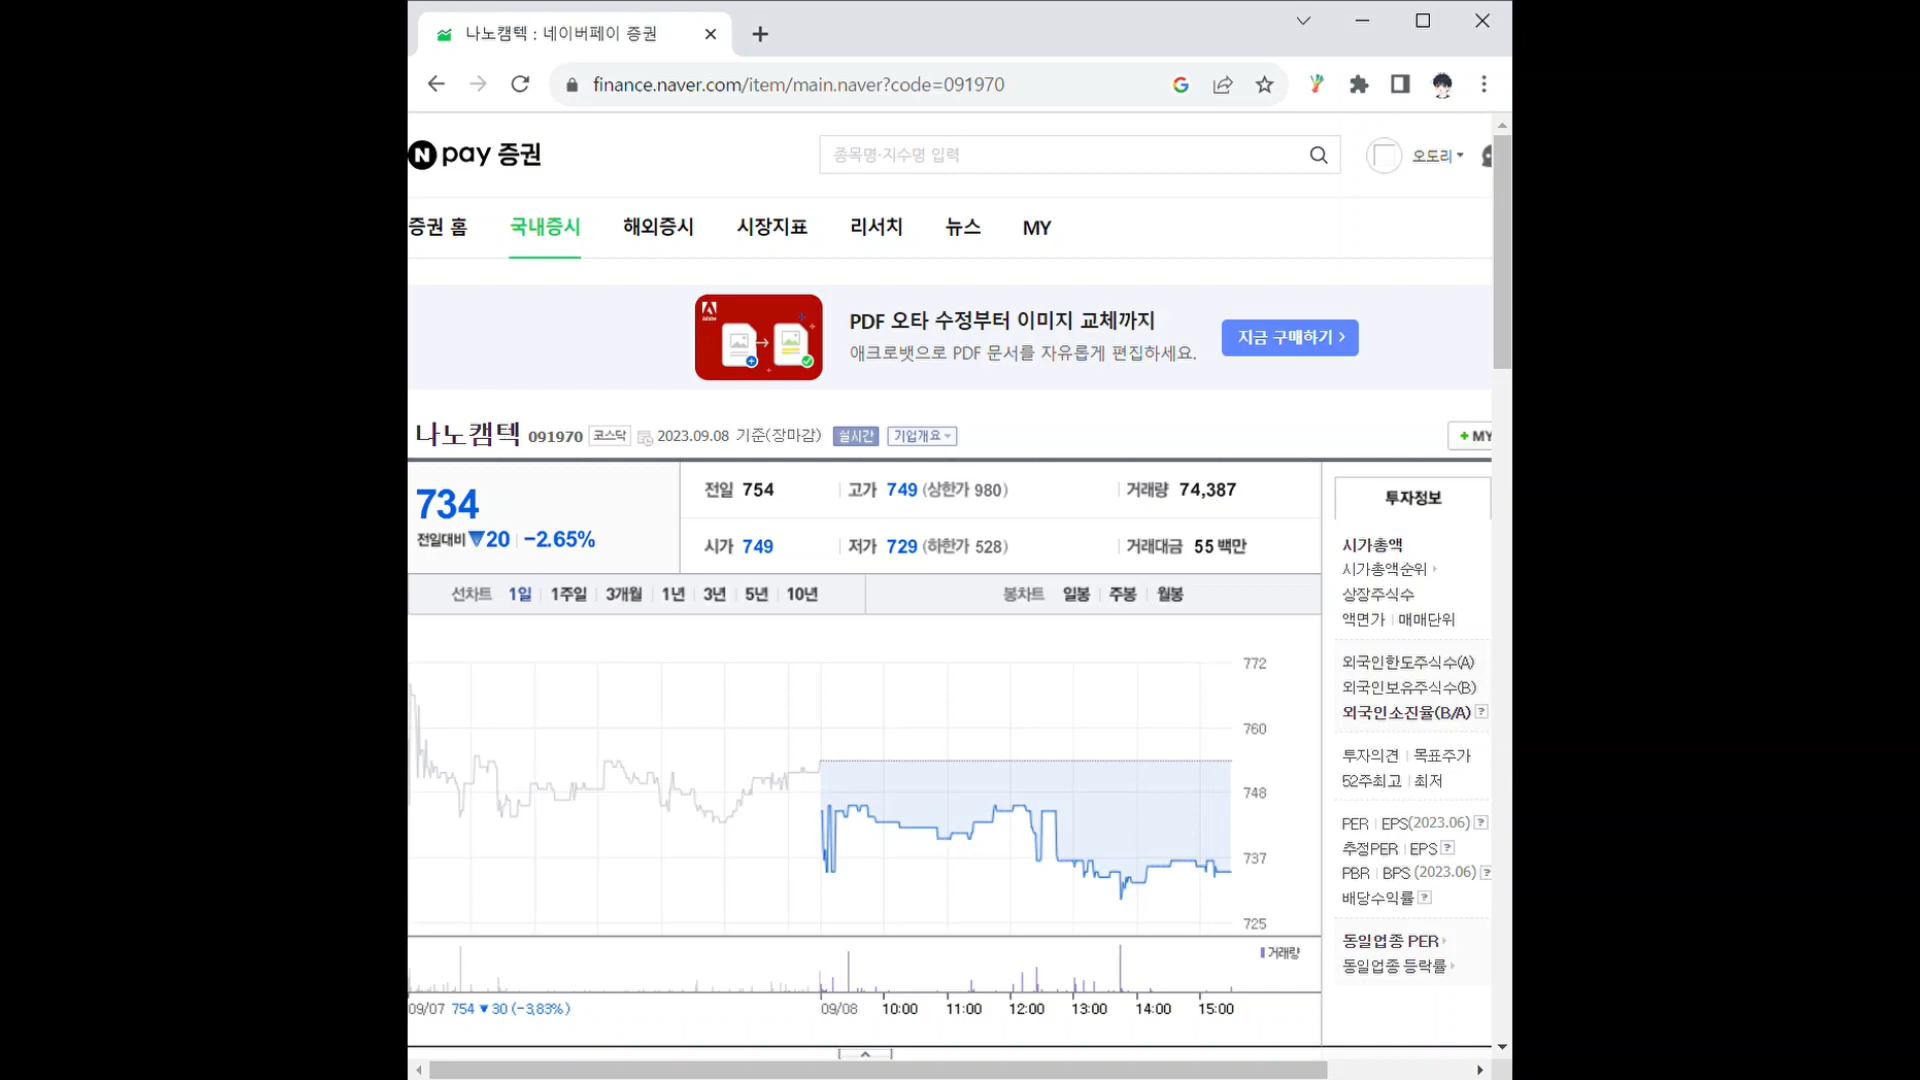 나노캠텍 : 네이버페이 증권
finance.naver.com/item/main.naver?code=091970
N pay 증권
종목명·지수명 입력
오도리
증권 홈 국내증시 해외증시 시장지표 리서치 뉴스 MY
PDF 오타 수정부터 이미지 교체까지
애크로뱃으로 PDF 문서를 자유롭게 편집하세요.
지금 구매하기
나노캠텍 091970 코스닥 2023.09.08 기준(장마감) 실시간 기업개요
+ MY
734
전일대비 ▼20 -2.65%
전일 754 고가 749 (상한가 980) 거래량 74,387
시가 749 저가 729 (하한가 528) 거래대금 55 백만
선차트 1일 1주일 3개월 1년 3년 5년 10년 봉차트 일봉 주봉 월봉
772
760
748
737
725
거래량
09/07 754 ▼ 30 (-3,83%)
09/08 10:00 11:00 12:00 13:00 14:00 15:00
투자정보
시가총액
시가총액순위
상장주식수
액면가 매매단위
외국인한도주식수(A)
외국인보유주식수(B)
외국인소진율(B/A) ?
투자의견 목표주가
52주최고 최저
PER EPS(2023.06) ?
추정PER EPS ?
PBR BPS (2023.06) ?
배당수익률 ?
동일업종 PER
동일업종 등락률